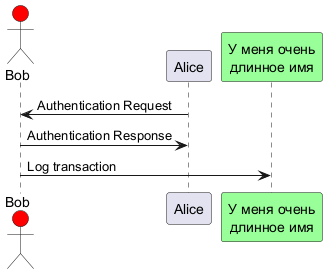 Bob
Alice
У меня очень
длинное имя
Authentication Request
Authentication Response
Log transaction
Bob
Alice
У меня очень
длинное имя